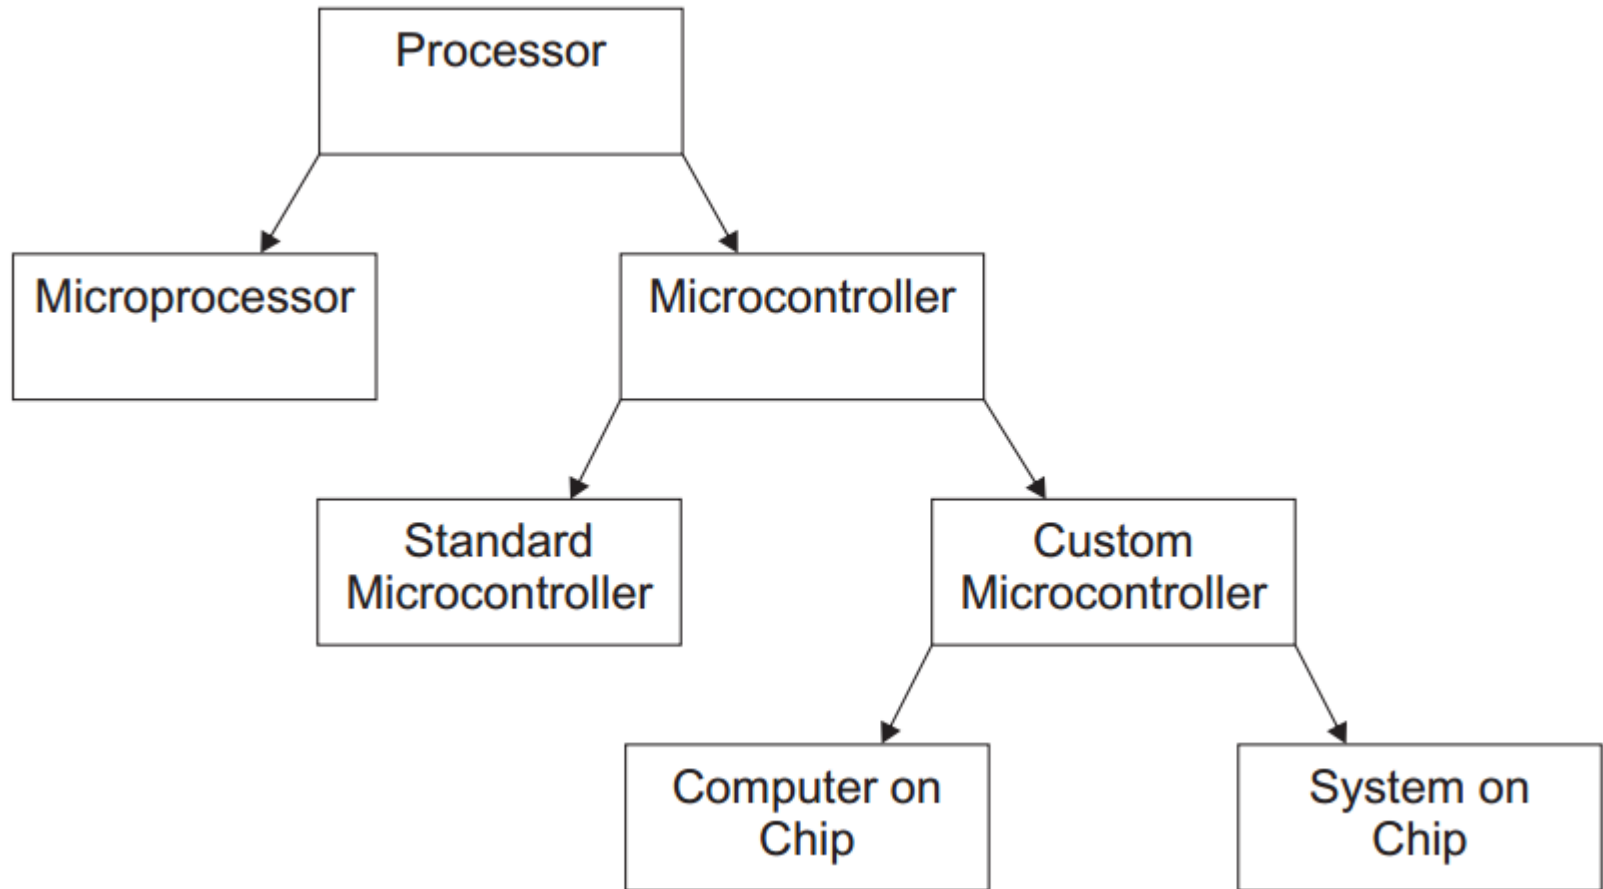 Processor
Microprocessor
Microcontroller
Standard
Microcontroller
Custom
Microcontroller
Computer on
Chip
System on
Chip